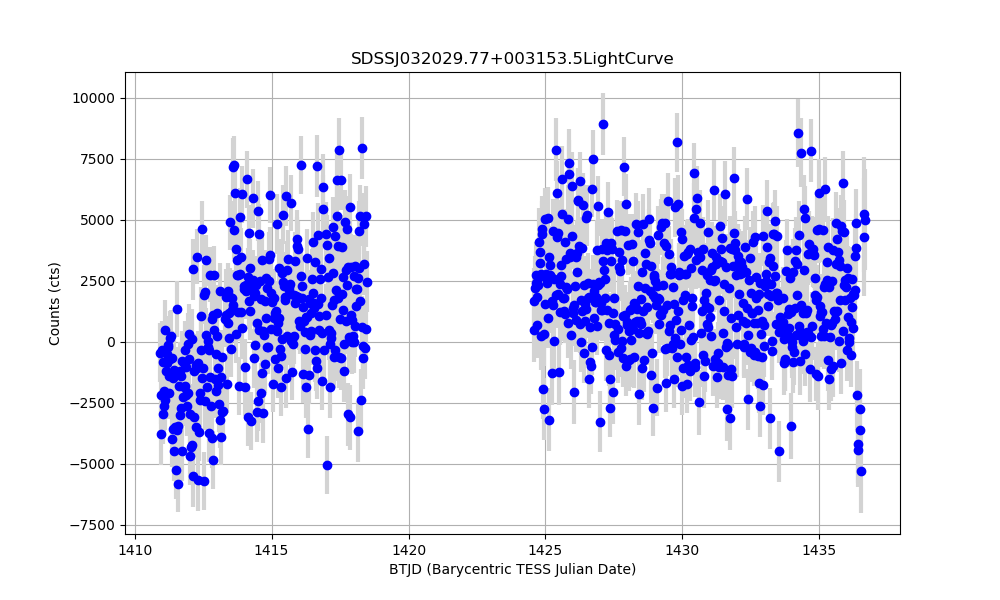 SDSSJ032029.77+003153.5LightCurve
10000
7500
5000
2500
0
−2500
−5000
−7500
Counts (cts)
1410 1415 1420 1425 1430 1435
BTJD (Barycentric TESS Julian Date)